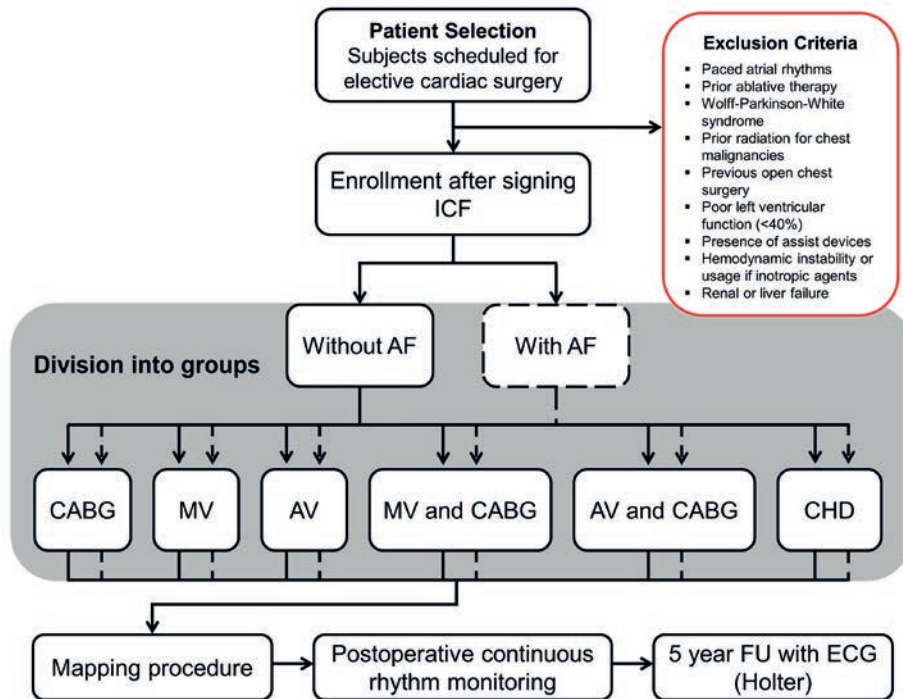 Patient Selection
Subjects scheduled for
elective cardiac surgery
Exclusion Criteria
▪ Paced atrial rhythms
▪ Prior ablative therapy
▪ Wolff-Parkinson-White
syndrome
▪ Prior radiation for chest
malignancies
▪ Previous open chest
surgery
▪ Poor left ventricular
function (<40%)
▪ Presence of assist devices
▪ Hemodynamic instability or
usage if inotropic agents
▪ Renal or liver failure
Enrollment after signing
ICF
Without AF
With AF
Division into groups
CABG
MV
AV
MV and CABG
AV and CABG
CHD
Mapping procedure
Postoperative continuous
rhythm monitoring
5 year FU with ECG
(Holter)